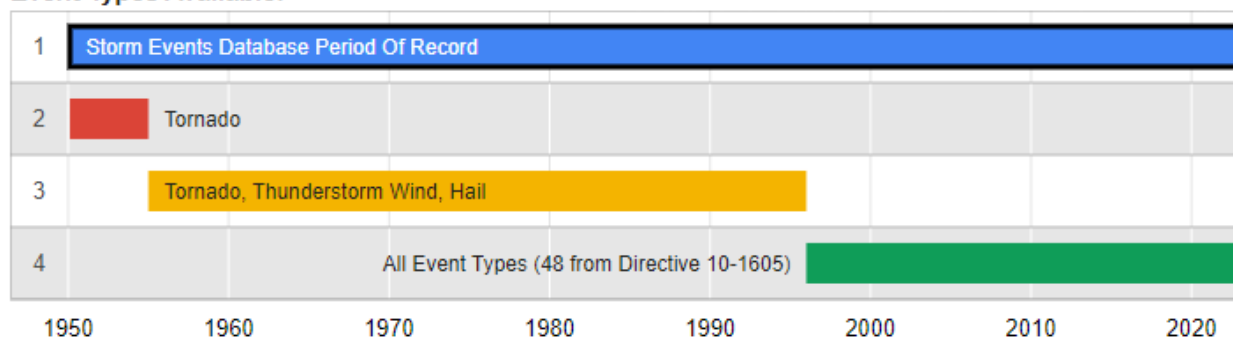 1 Storm Events Database Period Of Record
2 Tornado
3 Tornado, Thunderstorm Wind, Hail
4 All Event Types (48 from Directive 10-1605)
1950 1960 1970 1980 1990 2000 2010 2020